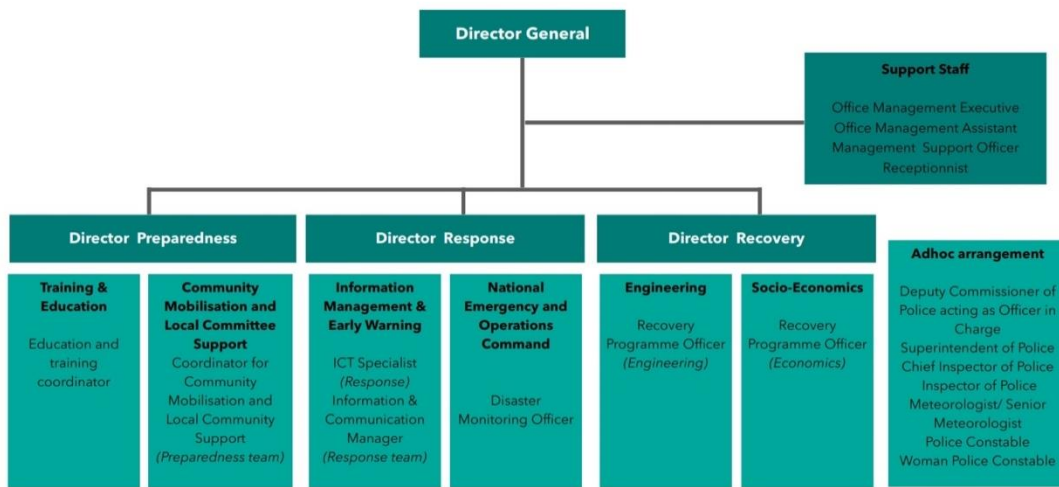 Director General
Support Staff
Office Management Executive
Office Management Assistant
Management Support Officer
Receptionnist
Director Preparedness
Director Response
Director Recovery
Training &
Education
Education and
training
coordinator
Community
Mobilisation and
Local Committee
Support
Coordinator for
Community
Mobilisation and
Local Community
Support
(Preparedness team)
Information
Management &
Early Warning
ICT Specialist
(Response)
Information &
Communication
Manager
(Response team)
National
Emergency and
Operations
Command
Disaster
Monitoring Officer
Engineering
Recovery
Programme Officer
(Engineering)
Socio-Economics
Recovery
Programme Officer
(Economics)
Adhoc arrangement
Deputy Commissioner of
Police acting as Officer in
Charge
Superintendent of Police
Chief Inspector of Police
Inspector of Police
Meteorologist/ Senior
Meteorologist
Police Constable
Woman Police Constable